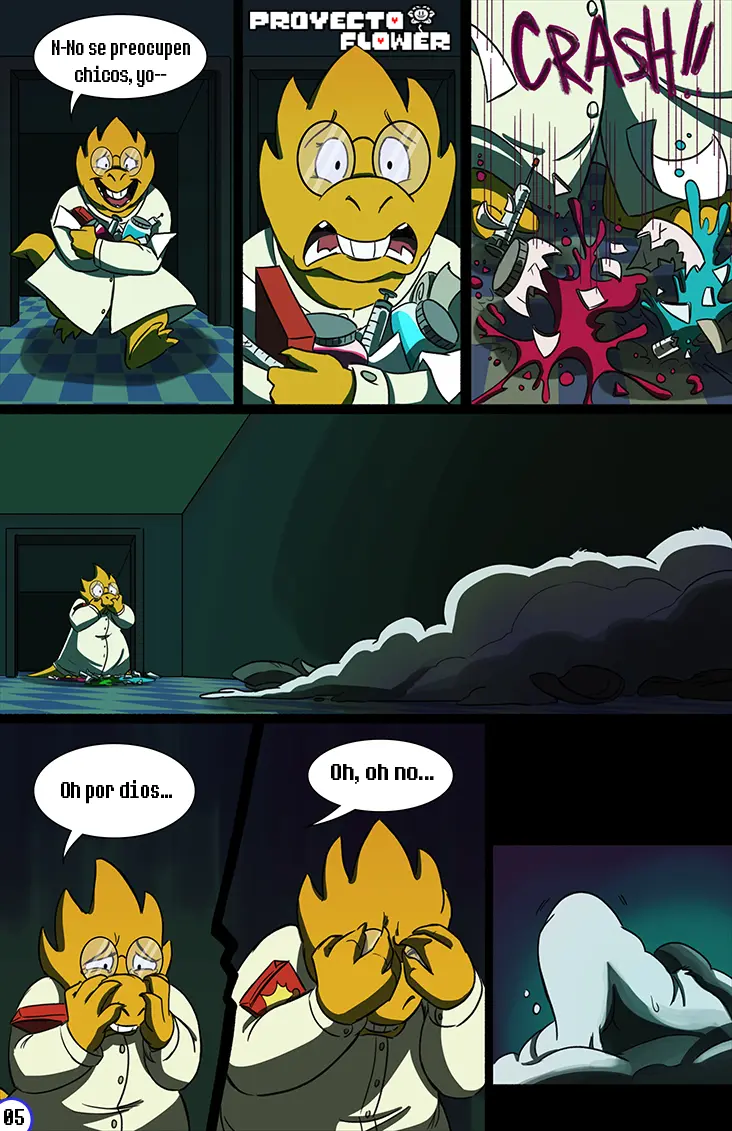 N-No se preocupen
chicos, yo--
PROYECTO
FLOWER
CRASH!!
Oh por dios...
Oh, oh no...
05